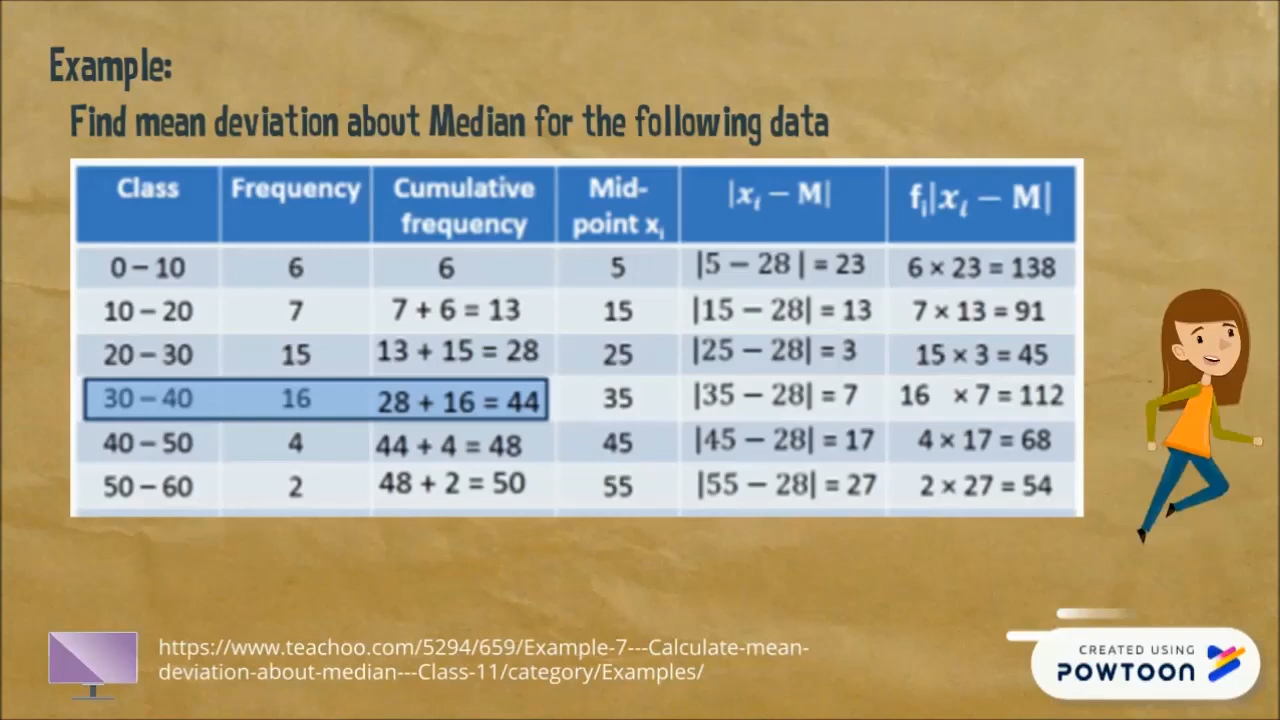 Example:
Find mean deviation about Median for the following data
Class Frequency Cumulative frequency Mid-point xᵢ |xᵢ − M| fᵢ|xᵢ − M|
0 – 10 6 6 5 |5 − 28 | = 23 6 × 23 = 138
10 – 20 7 7 + 6 = 13 15 |15 − 28| = 13 7 × 13 = 91
20 – 30 15 13 + 15 = 28 25 |25 − 28| = 3 15 × 3 = 45
30 – 40 16 28 + 16 = 44 35 |35 − 28| = 7 16 × 7 = 112
40 – 50 4 44 + 4 = 48 45 |45 − 28| = 17 4 × 17 = 68
50 – 60 2 48 + 2 = 50 55 |55 − 28| = 27 2 × 27 = 54
https://www.teachoo.com/5294/659/Example-7---Calculate-mean-
deviation-about-median---Class-11/category/Examples/
CREATED USING
POWTOON